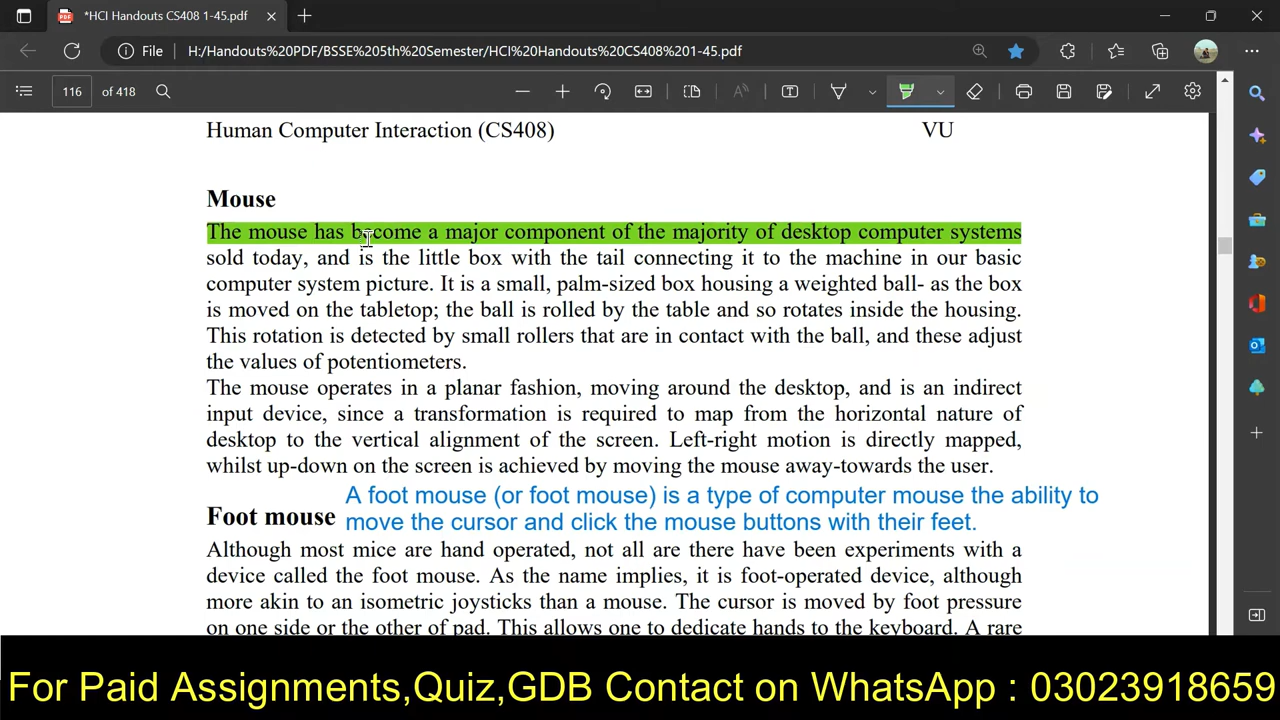 *HCI Handouts CS408 1-45.pdf
File H:/Handouts%20PDF/BSSE%205th%20Semester/HCI%20Handouts%20CS408%201-45.pdf
116 of 418
Human Computer Interaction (CS408) VU
Mouse
The mouse has become a major component of the majority of desktop computer systems
sold today, and is the little box with the tail connecting it to the machine in our basic
computer system picture. It is a small, palm-sized box housing a weighted ball- as the box
is moved on the tabletop; the ball is rolled by the table and so rotates inside the housing.
This rotation is detected by small rollers that are in contact with the ball, and these adjust
the values of potentiometers.
The mouse operates in a planar fashion, moving around the desktop, and is an indirect
input device, since a transformation is required to map from the horizontal nature of
desktop to the vertical alignment of the screen. Left-right motion is directly mapped,
whilst up-down on the screen is achieved by moving the mouse away-towards the user.
A foot mouse (or foot mouse) is a type of computer mouse the ability to
move the cursor and click the mouse buttons with their feet.
Foot mouse
Although most mice are hand operated, not all are there have been experiments with a
device called the foot mouse. As the name implies, it is foot-operated device, although
more akin to an isometric joysticks than a mouse. The cursor is moved by foot pressure
on one side or the other of pad. This allows one to dedicate hands to the keyboard. A rare
For Paid Assignments,Quiz,GDB Contact on WhatsApp : 03023918659